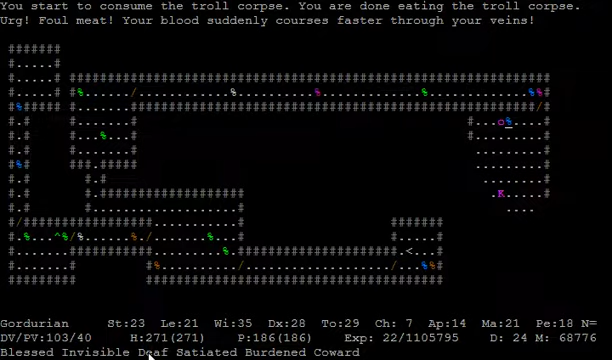 You start to consume the troll corpse. You are done eating the troll corpse.
Urg! Foul meat! Your blood suddenly courses faster through your veins!
Gordurian St:23 Le:21 Wi:35 Dx:28 To:29 Ch: 7 Ap:14 Ma:21 Pe:18 N=
DV/PV:103/40 H:271(271) P:186(186) Exp: 22/1105795 D: 24 M: 68776
Blessed Invisible Deaf Satiated Burdened Coward